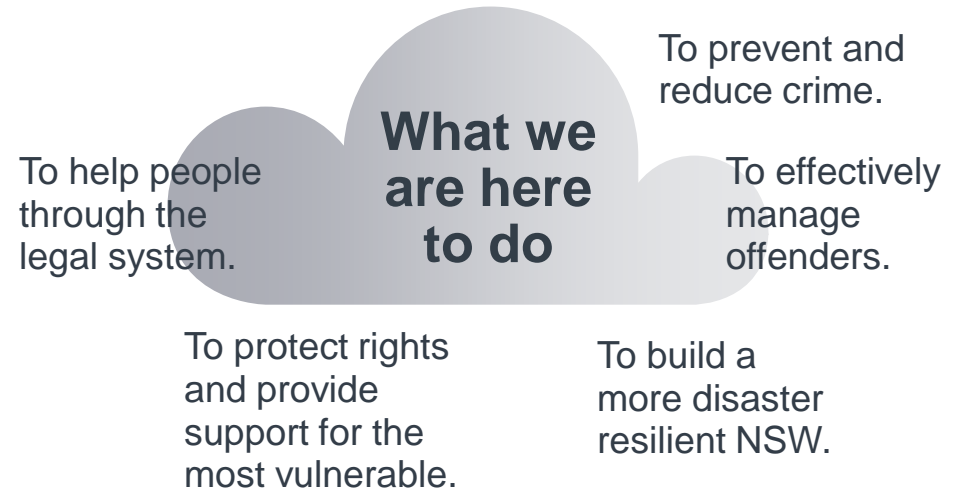 What we
are here
to do
To prevent and
reduce crime.
To help people
through the
legal system.
To effectively
manage
offenders.
To protect rights
and provide
support for the
most vulnerable.
To build a
more disaster
resilient NSW.